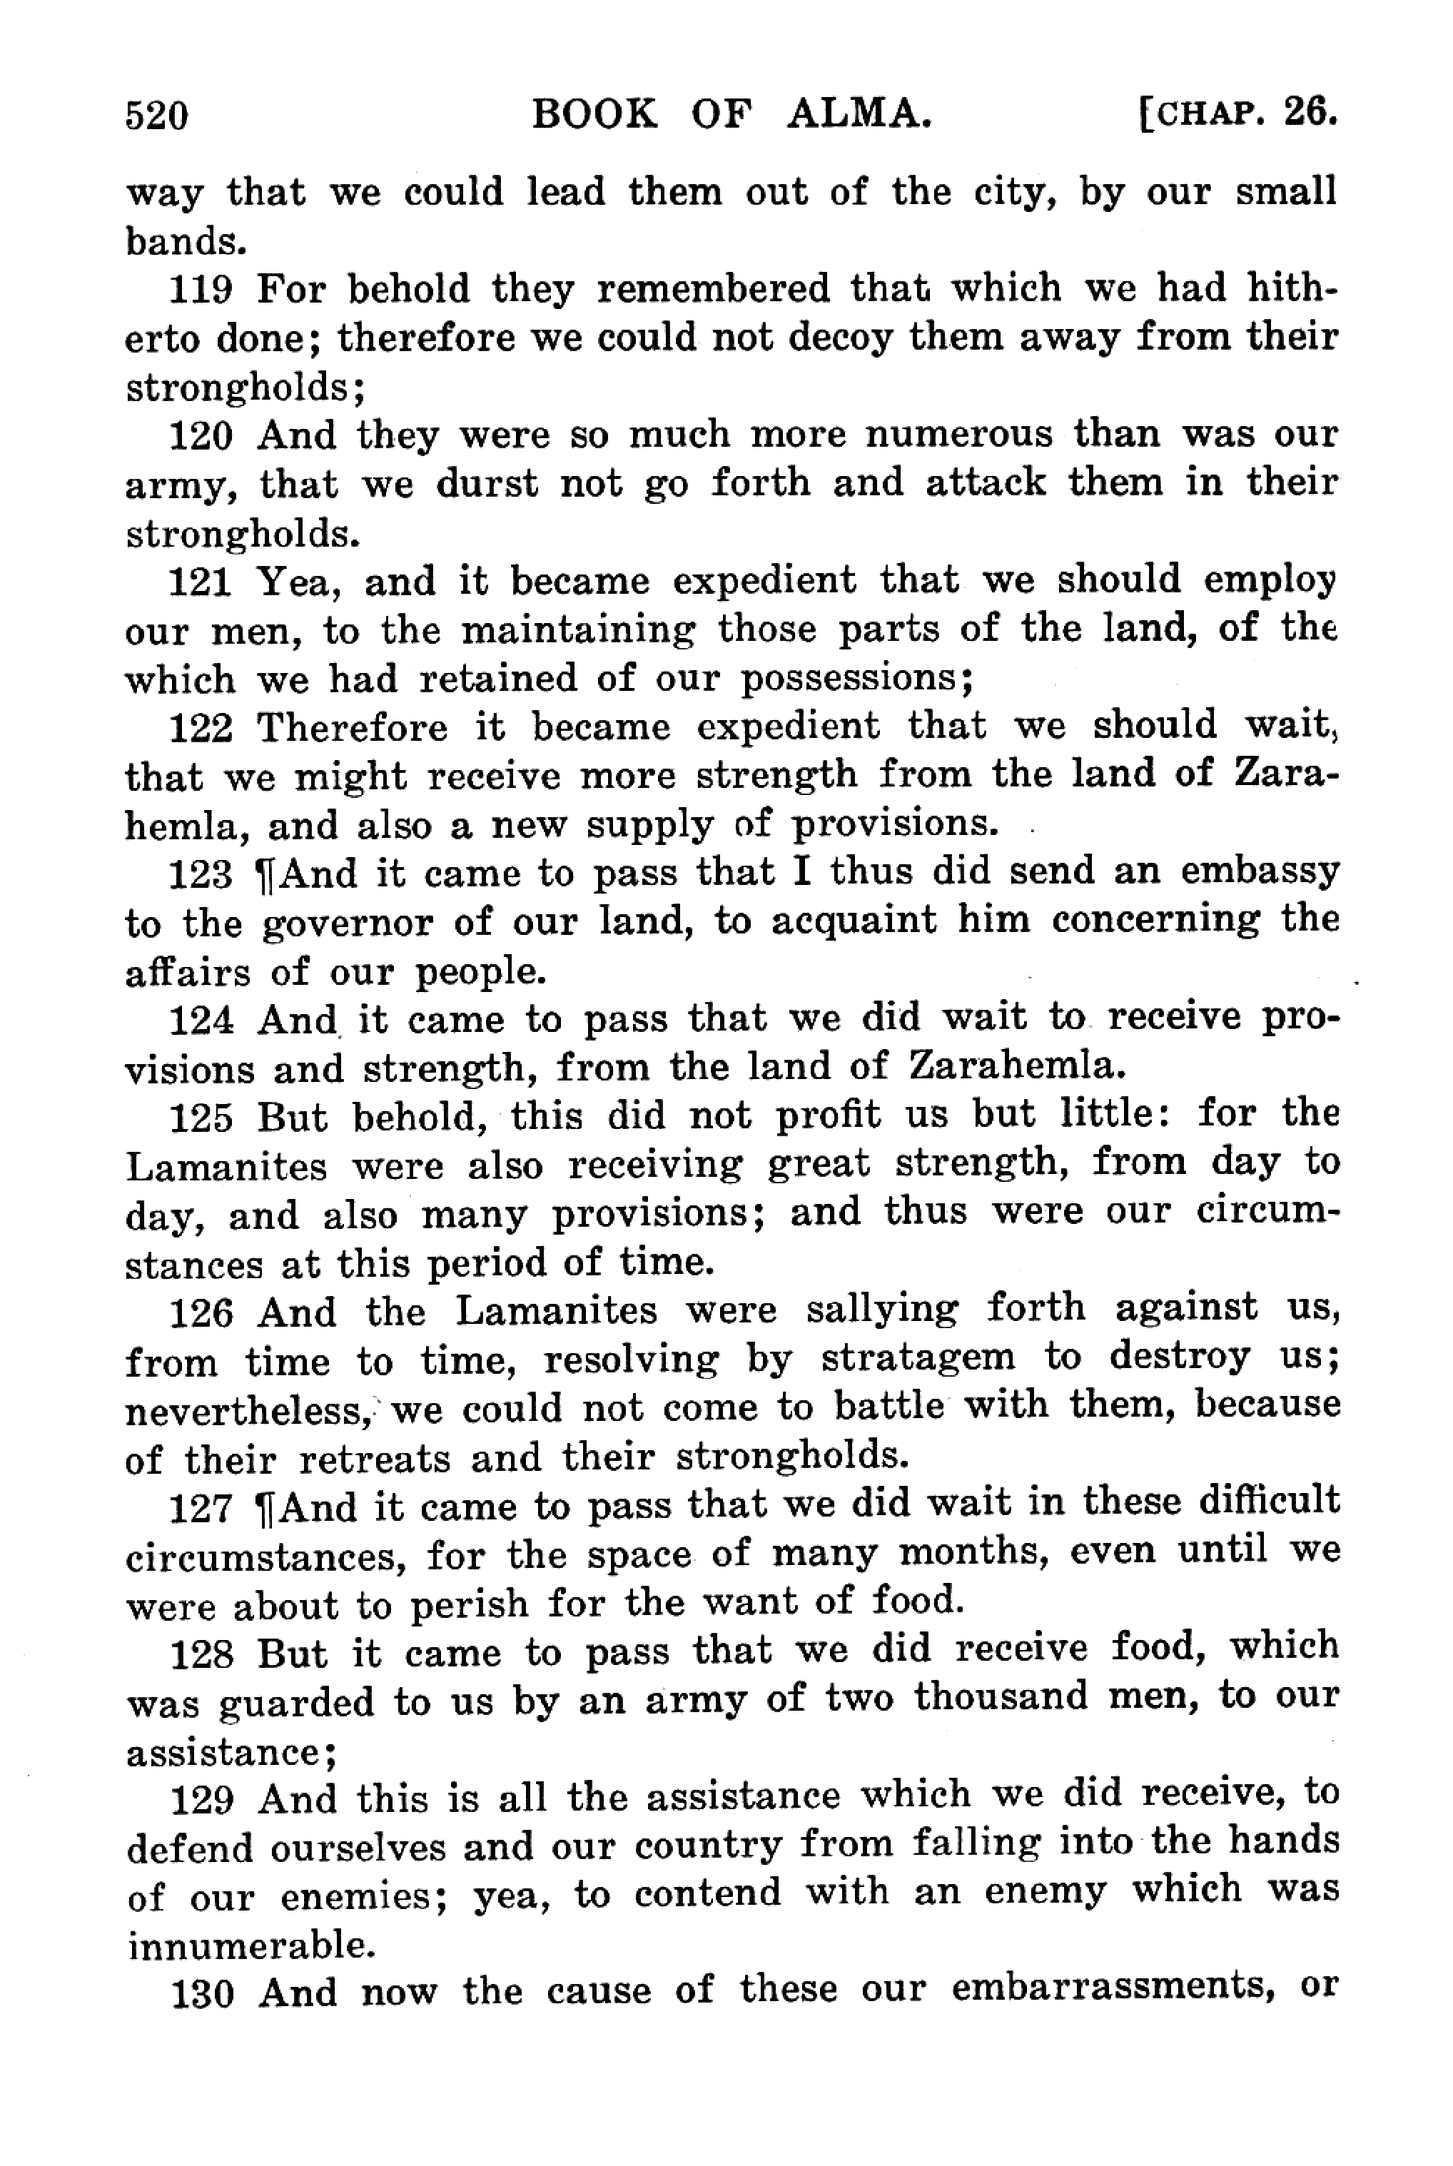 520 BOOK OF ALMA. [CHAP. 26.
way that we could lead them out of the city, by our small
bands.
119 For behold they remembered that which we had hith-
erto done; therefore we could not decoy them away from their
strongholds;
120 And they were so much more numerous than was our
army, that we durst not go forth and attack them in their
strongholds.
121 Yea, and it became expedient that we should employ
our men, to the maintaining those parts of the land, of the
which we had retained of our possessions;
122 Therefore it became expedient that we should wait,
that we might receive more strength from the land of Zara-
hemla, and also a new supply of provisions.
123 ¶And it came to pass that I thus did send an embassy
to the governor of our land, to acquaint him concerning the
affairs of our people.
124 And it came to pass that we did wait to receive pro-
visions and strength, from the land of Zarahemla.
125 But behold, this did not profit us but little: for the
Lamanites were also receiving great strength, from day to
day, and also many provisions; and thus were our circum-
stances at this period of time.
126 And the Lamanites were sallying forth against us,
from time to time, resolving by stratagem to destroy us;
nevertheless, we could not come to battle with them, because
of their retreats and their strongholds.
127 ¶And it came to pass that we did wait in these difficult
circumstances, for the space of many months, even until we
were about to perish for the want of food.
128 But it came to pass that we did receive food, which
was guarded to us by an army of two thousand men, to our
assistance;
129 And this is all the assistance which we did receive, to
defend ourselves and our country from falling into the hands
of our enemies; yea, to contend with an enemy which was
innumerable.
130 And now the cause of these our embarrassments, or